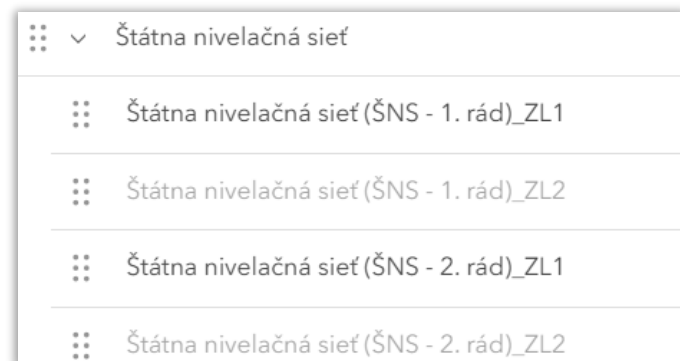 Štátna nivelačná sieť
Štátna nivelačná sieť (ŠNS - 1. rád)_ZL1
Štátna nivelačná sieť (ŠNS - 1. rád)_ZL2
Štátna nivelačná sieť (ŠNS - 2. rád)_ZL1
Štátna nivelačná sieť (ŠNS - 2. rád)_ZL2